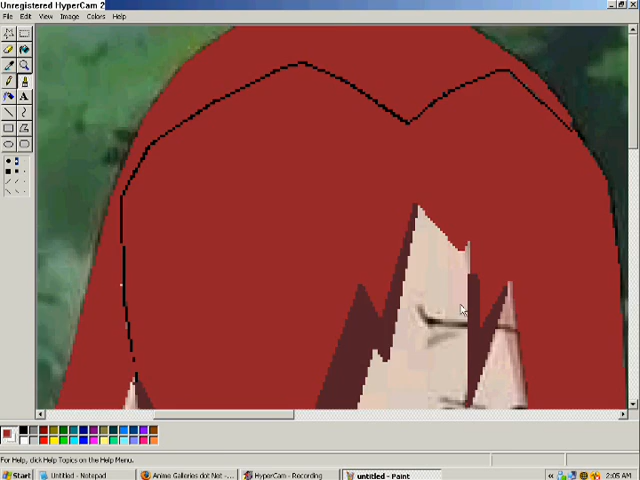 Unregistered HyperCam 2
File Edit View Image Colors Help
A
For Help, click Help Topics on the Help Menu.
Start Untitled - Notepad Anime Galleries dot Net -... HyperCam - Recording untitled - Paint 2:05 AM